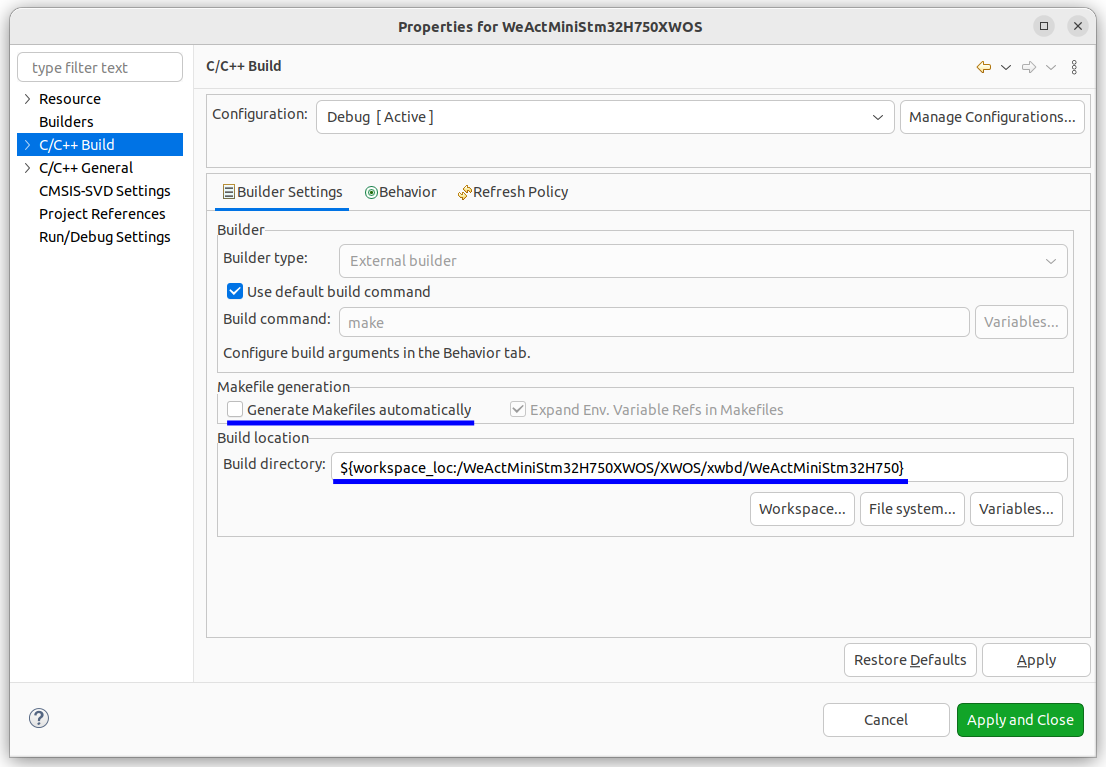 Properties for WeActMiniStm32H750XWOS
type filter text
Resource
Builders
C/C++ Build
C/C++ General
CMSIS-SVD Settings
Project References
Run/Debug Settings
C/C++ Build
Configuration: Debug [ Active ] Manage Configurations...
Builder Settings Behavior Refresh Policy
Builder
Builder type: External builder
Use default build command
Build command: make Variables...
Configure build arguments in the Behavior tab.
Makefile generation
Generate Makefiles automatically Expand Env. Variable Refs in Makefiles
Build location
Build directory: ${workspace_loc:/WeActMiniStm32H750XWOS/XWOS/xwbd/WeActMiniStm32H750}
Workspace... File system... Variables...
Restore Defaults Apply
? Cancel Apply and Close